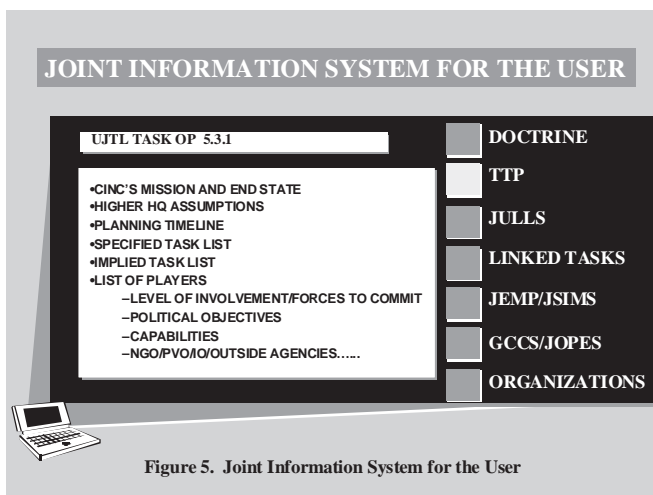 JOINT INFORMATION SYSTEM FOR THE USER
UJTL TASK OP 5.3.1
•CINC'S MISSION AND END STATE
•HIGHER HQ ASSUMPTIONS
•PLANNING TIMELINE
•SPECIFIED TASK LIST
•IMPLIED TASK LIST
•LIST OF PLAYERS
–LEVEL OF INVOLVEMENT/FORCES TO COMMIT
–POLITICAL OBJECTIVES
–CAPABILITIES
–NGO/PVO/IO/OUTSIDE AGENCIES......
DOCTRINE
TTP
JULLS
LINKED TASKS
JEMP/JSIMS
GCCS/JOPES
ORGANIZATIONS
Figure 5. Joint Information System for the User